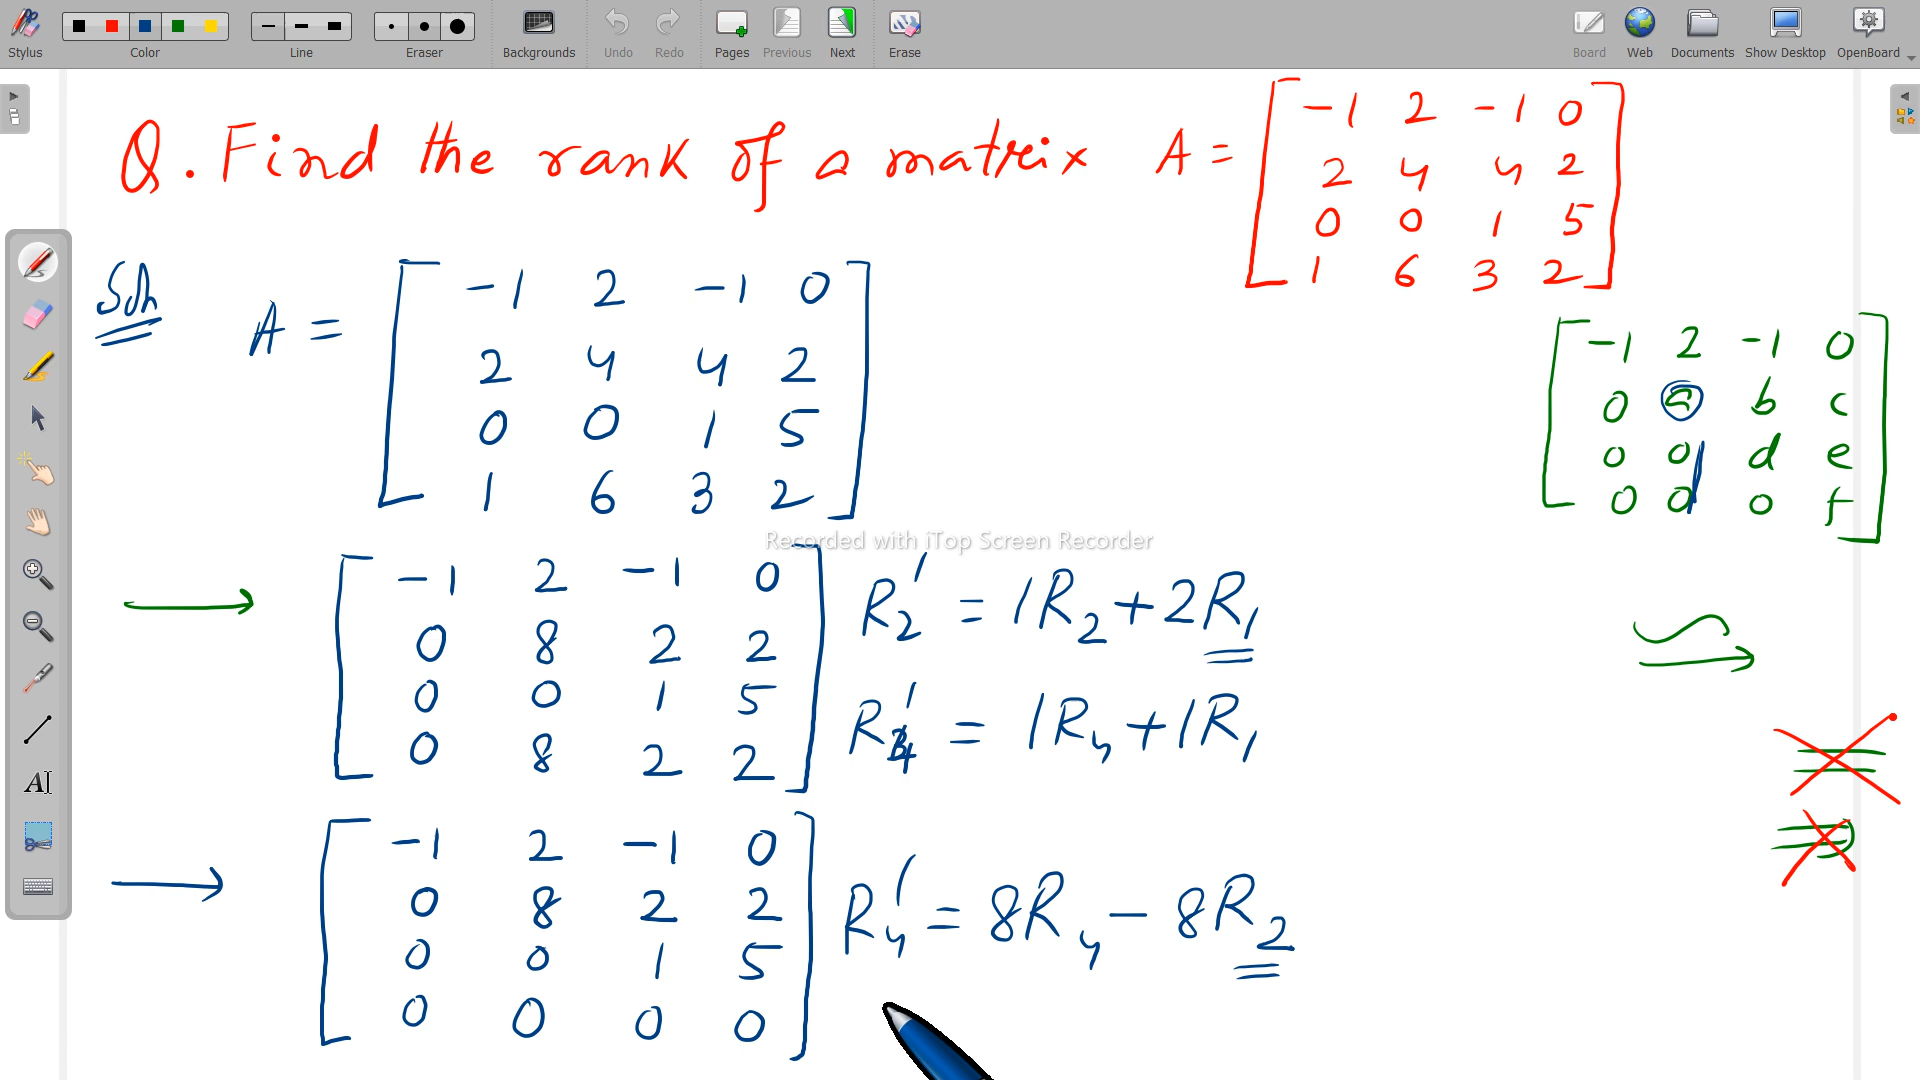 Stylus Color Line Eraser Backgrounds Undo Redo Pages Previous Next Erase Board Web Documents Show Desktop OpenBoard
Q. Find the rank of a matrix A =
-1 2 -1 0
2 4 4 2
0 0 1 5
1 6 3 2
Soln
A =
-1 2 -1 0
2 4 4 2
0 0 1 5
1 6 3 2
-1 2 -1 0
0 a b c
0 0 d e
0 0 0 f
Recorded with iTop Screen Recorder
→
-1 2 -1 0
0 8 2 2
0 0 1 5
0 8 2 2
R2' = 1R2 + 2R1
R4' = 1R4 + 1R1
→
-1 2 -1 0
0 8 2 2
0 0 1 5
0 0 0 0
R4' = 8R4 - 8R2
AI